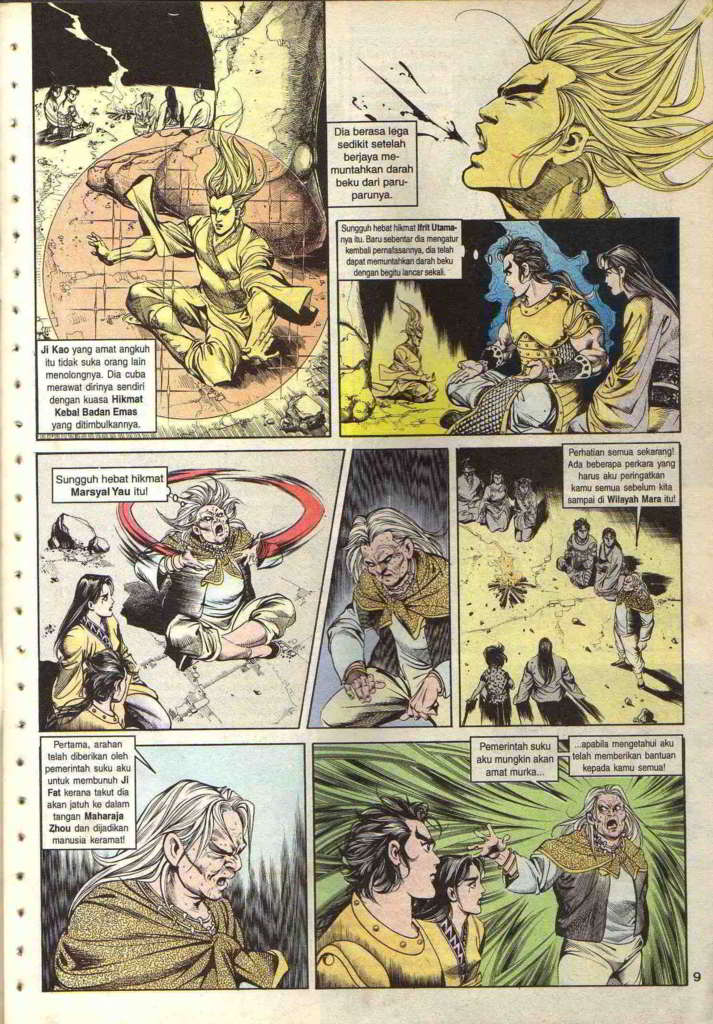 Dia berasa lega
sedikit setelah
berjaya me-
muntahkan darah
beku dari paru-
parunya.
Ji Kao yang amat angkuh
itu tidak suka orang lain
menolongnya. Dia cuba
merawat dirinya sendiri
dengan kuasa Hikmat
Kebal Badan Emas
yang ditimbulkannya.
Sungguh hebat hikmat Ifrit Utama-
nya itu. Baru sebentar dia mengatur
kembali pernafasannya, dia telah
dapat memuntahkan darah beku
dengan begitu lancar sekali.
Sungguh hebat hikmat
Marsyal Yau itu!
Perhatian semua sekarang!
Ada beberapa perkara yang
harus aku peringatkan
kamu semua sebelum kita
sampai di Wilayah Mara itu!
Pertama, arahan
telah diberikan oleh
pemerintah suku aku
untuk membunuh Ji
Fat kerana takut dia
akan jatuh ke dalam
tangan Maharaja
Zhou dan dijadikan
manusia keramat!
Pemerintah suku
aku mungkin akan
amat murka...
...apabila mengetahui aku
telah memberikan bantuan
kepada kamu semua!
9